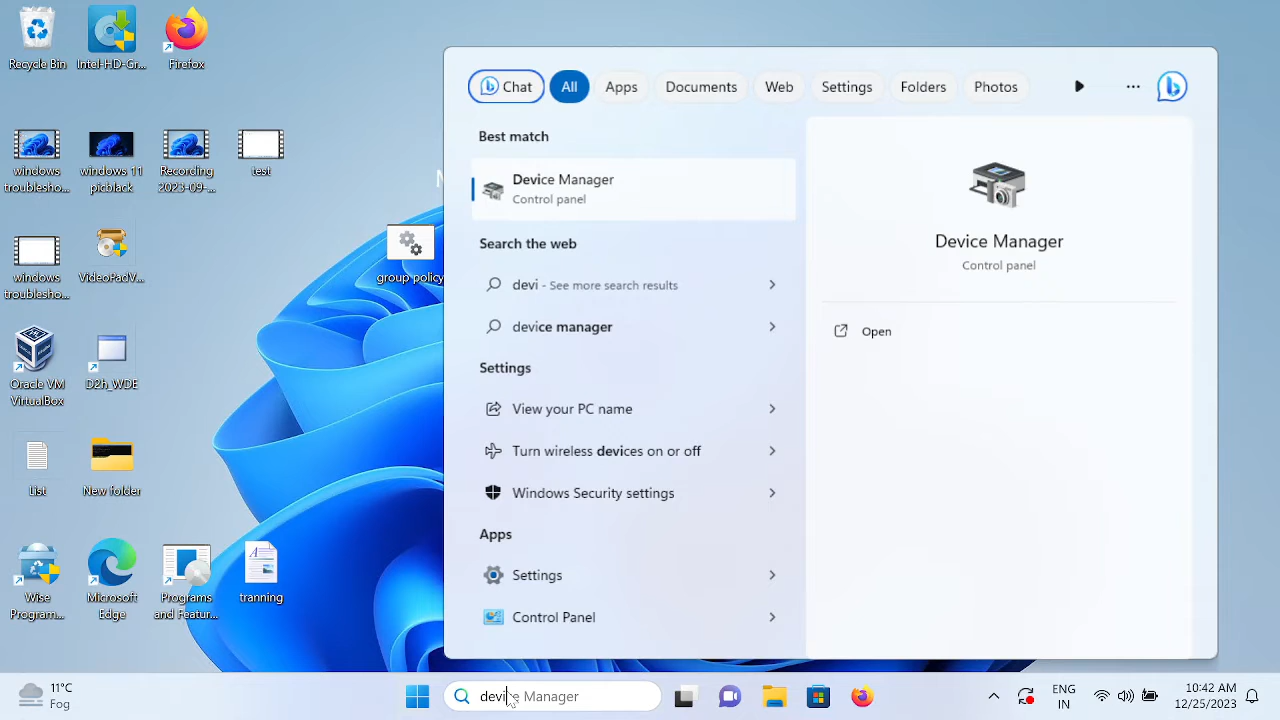 Recycle Bin
Intel-HD-Gr...
Firefox
windows
troublesho...
windows 11
picblack
Recording
2023-09-...
test
windows
troublesho...
VideoPadV...
group policy
Oracle VM
VirtualBox
D2h_WDE
List
New folder
Wise
Program...
Microsoft
Edge
Programs
and Featur...
tranning
Chat
All
Apps
Documents
Web
Settings
Folders
Photos
Best match
Device Manager
Control panel
Search the web
devi - See more search results
device manager
Settings
View your PC name
Turn wireless devices on or off
Windows Security settings
Apps
Settings
Control Panel
Device Manager
Control panel
Open
11°C
Fog
device Manager
ENG
IN
10:42 AM
12/25/2023